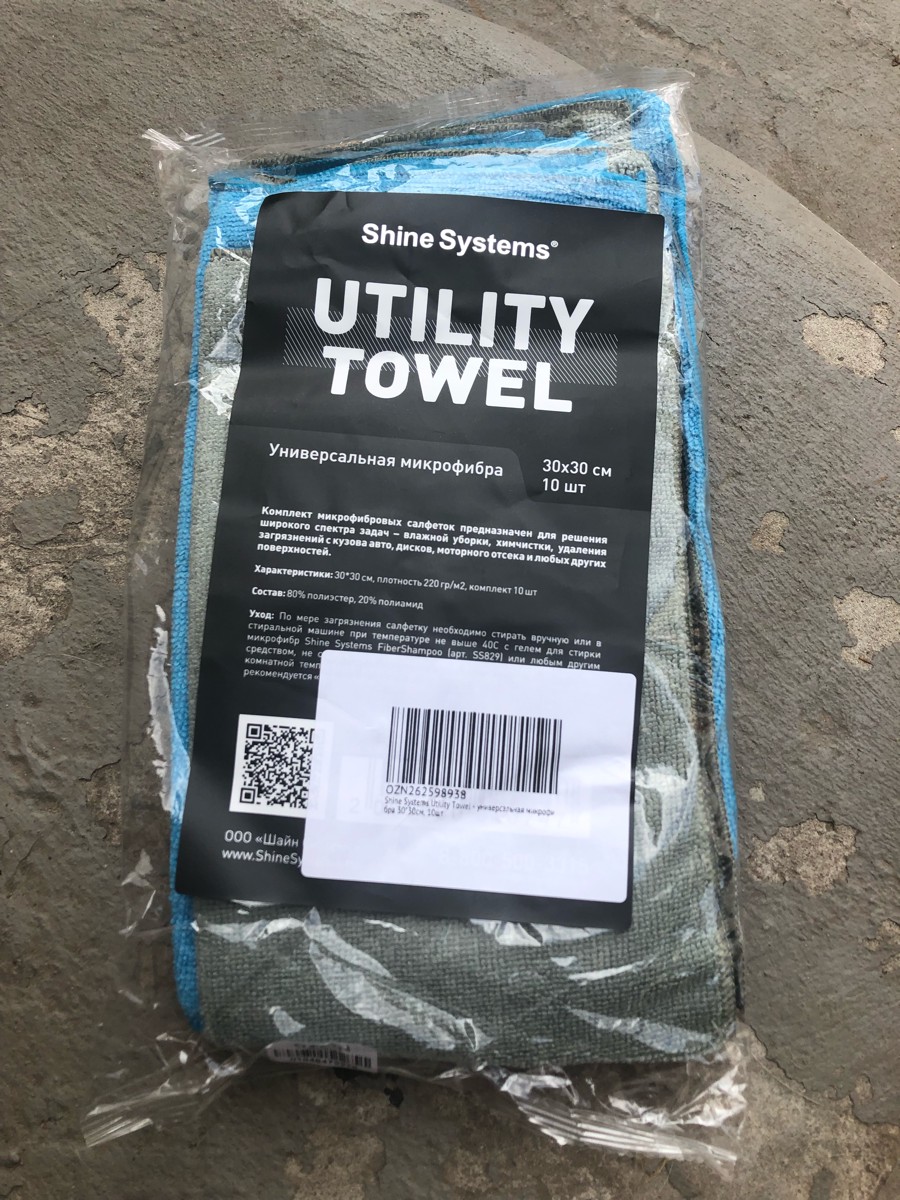 Shine Systems®
UTILITY
TOWEL
Универсальная микрофибра
30x30 см
10 шт
Комплект микрофибровых салфеток предназначен для решения
широкого спектра задач – влажной уборки, химчистки, удаления
загрязнений с кузова авто, дисков, моторного отсека и любых других
поверхностей.
Характеристики: 30*30 см, плотность 220 гр/м2, комплект 10 шт
Состав: 80% полиэстер, 20% полиамид
Уход: По мере загрязнения салфетку необходимо стирать вручную или в
стиральной машине при температуре не выше 40С с гелем для стирки
микрофибр Shine Systems FiberShampoo (арт. SS829) или любым другим
средством, не с
комнатной темп
рекомендуется
OZN262598938
Shine Systems Utility Towel - универсальная микрофи
бра 30*30см, 10шт
ООО «Шайн
www.ShineSy